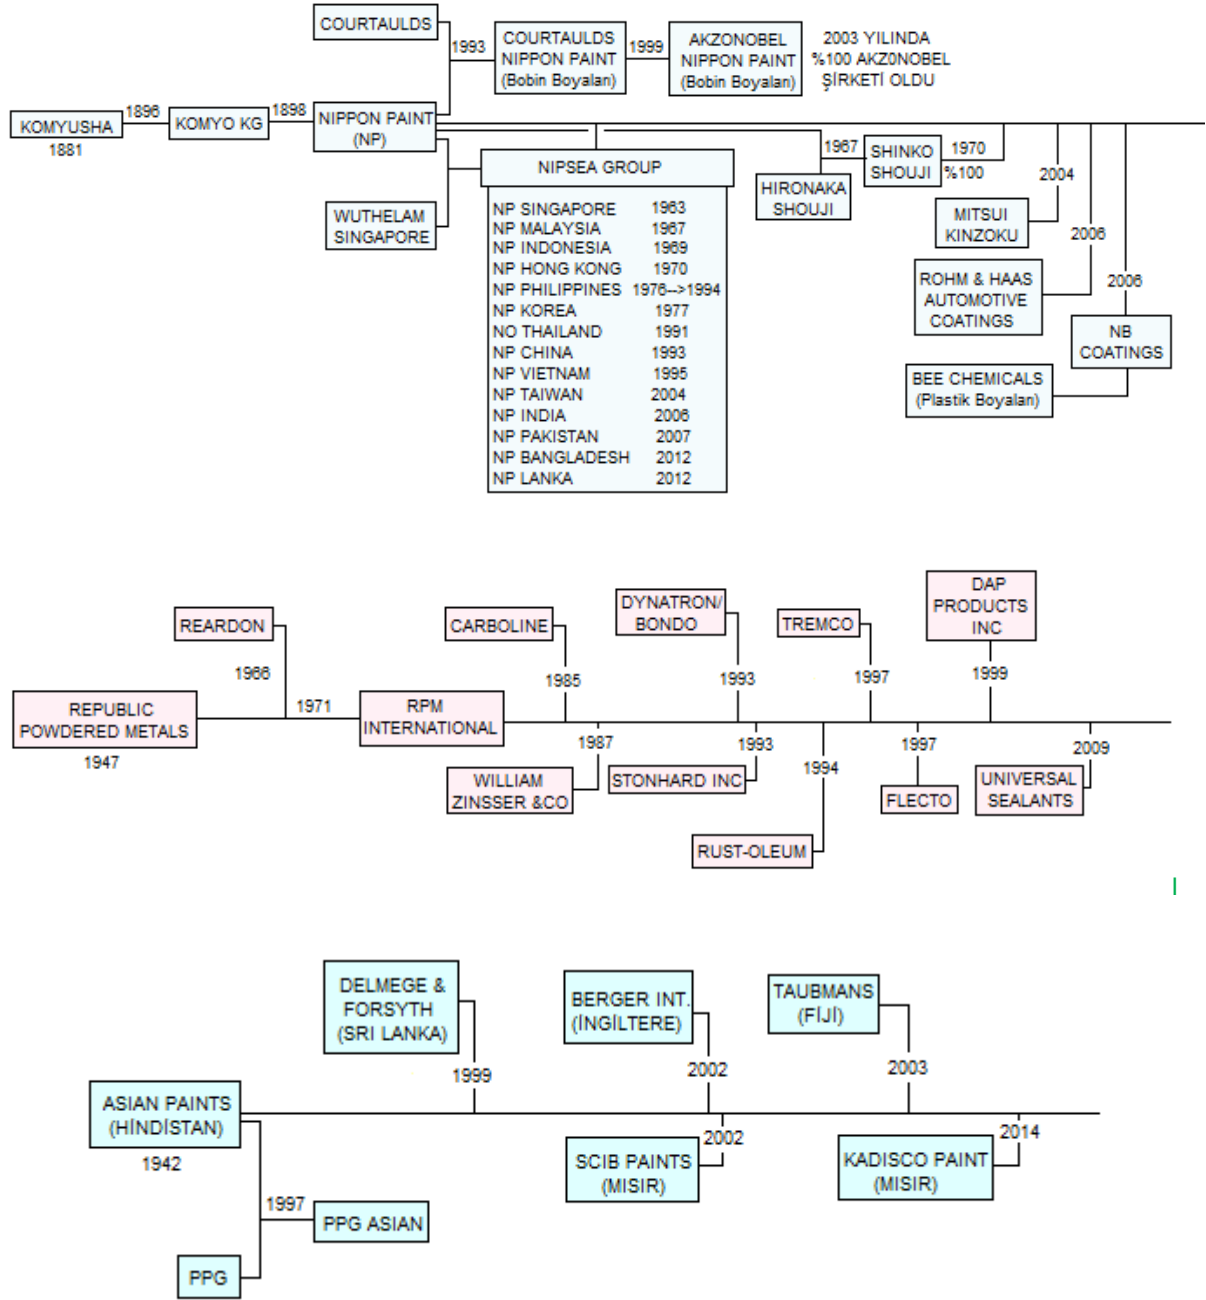 COURTAULDS
1993
COURTAULDS
NIPPON PAINT
(Bobin Boyaları)
1999
AKZONOBEL
NIPPON PAINT
(Bobin Boyaları)
2003 YILINDA
%100 AKZ0NOBEL
ŞİRKETİ OLDU
KOMYUSHA
1881
1896
KOMYO KG
1898
NIPPON PAINT
(NP)
WUTHELAM
SINGAPORE
NIPSEA GROUP
NP SINGAPORE 1963
NP MALAYSIA 1967
NP INDONESIA 1969
NP HONG KONG 1970
NP PHILIPPINES 1976-->1994
NP KOREA 1977
NO THAILAND 1991
NP CHINA 1993
NP VIETNAM 1995
NP TAIWAN 2004
NP INDIA 2006
NP PAKISTAN 2007
NP BANGLADESH 2012
NP LANKA 2012
HIRONAKA
SHOUJI
1967
SHINKO
SHOUJI
1970
%100
2004
MITSUI
KINZOKU
2006
ROHM & HAAS
AUTOMOTIVE
COATINGS
2006
NB
COATINGS
BEE CHEMICALS
(Plastik Boyaları)
REARDON
1966
REPUBLIC
POWDERED METALS
1947
1971
RPM
INTERNATIONAL
CARBOLINE
1985
DYNATRON/
BONDO
1993
TREMCO
1997
DAP
PRODUCTS
INC
1999
1987
WILLIAM
ZINSSER &CO
1993
STONHARD INC
1994
RUST-OLEUM
1997
FLECTO
2009
UNIVERSAL
SEALANTS
DELMEGE &
FORSYTH
(SRI LANKA)
1999
BERGER INT.
(İNGİLTERE)
2002
TAUBMANS
(FİJİ)
2003
ASIAN PAINTS
(HİNDİSTAN)
1942
2002
SCIB PAINTS
(MISIR)
2014
KADISCO PAINT
(MISIR)
1997
PPG ASIAN
PPG